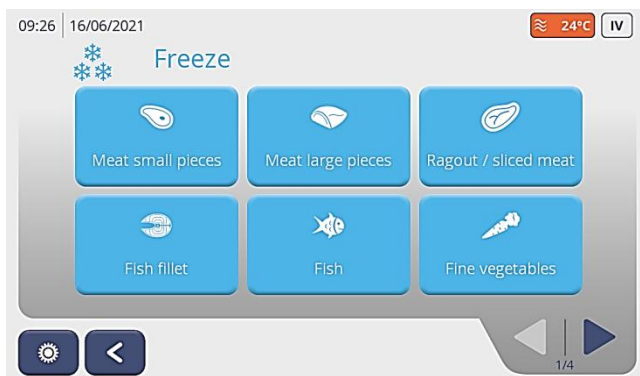 09:26 16/06/2021 24°C IV
Freeze
Meat small pieces Meat large pieces Ragout / sliced meat
Fish fillet Fish Fine vegetables
1/4